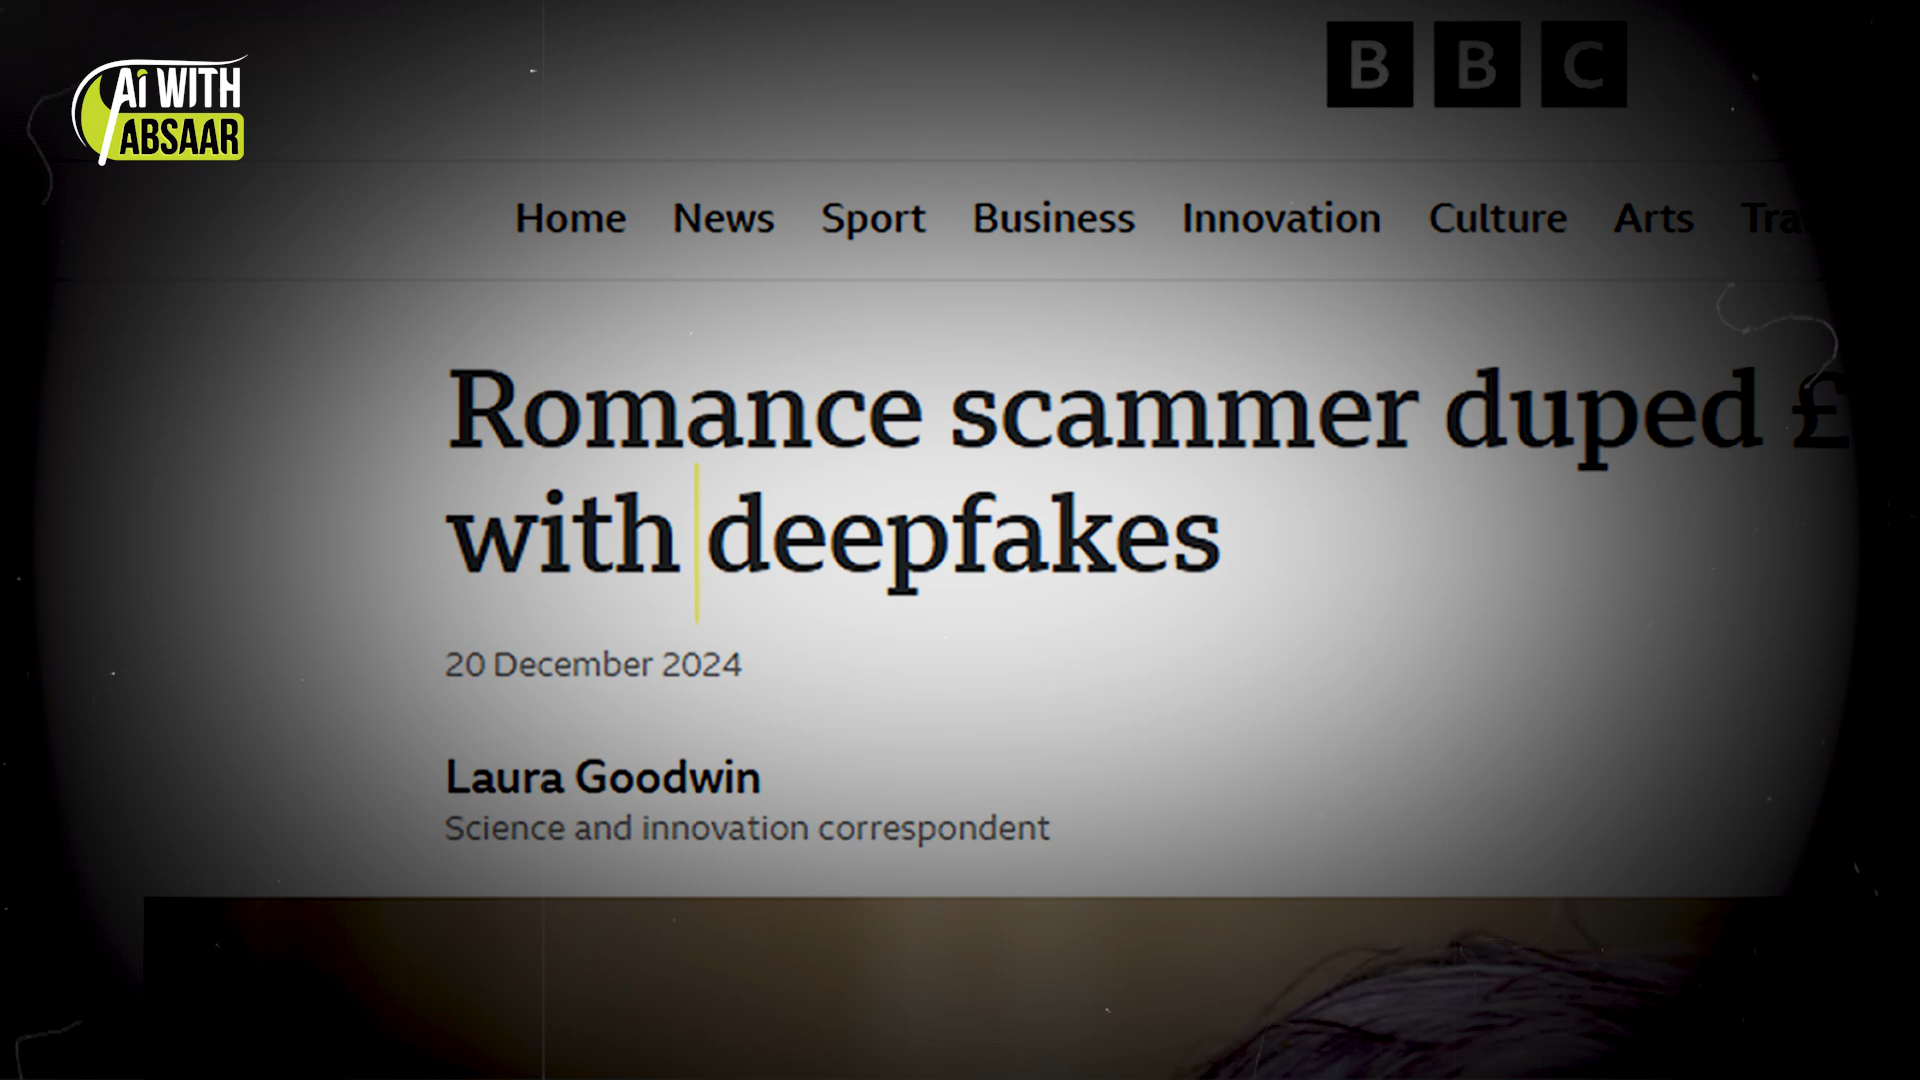 Ai WITH
ABSAAR
BBC
Home News Sport Business Innovation Culture Arts
Romance scammer duped £
with deepfakes
20 December 2024
Laura Goodwin
Science and innovation correspondent